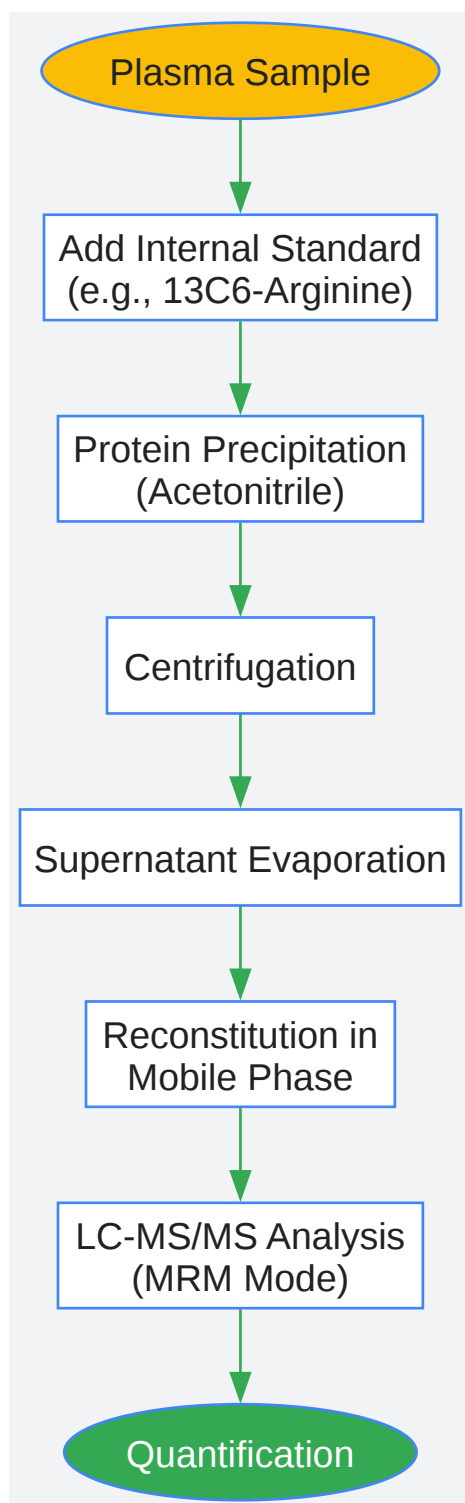 Plasma Sample
Add Internal Standard
(e.g., 13C6-Arginine)
Protein Precipitation
(Acetonitrile)
Centrifugation
Supernatant Evaporation
Reconstitution in
Mobile Phase
LC-MS/MS Analysis
(MRM Mode)
Quantification